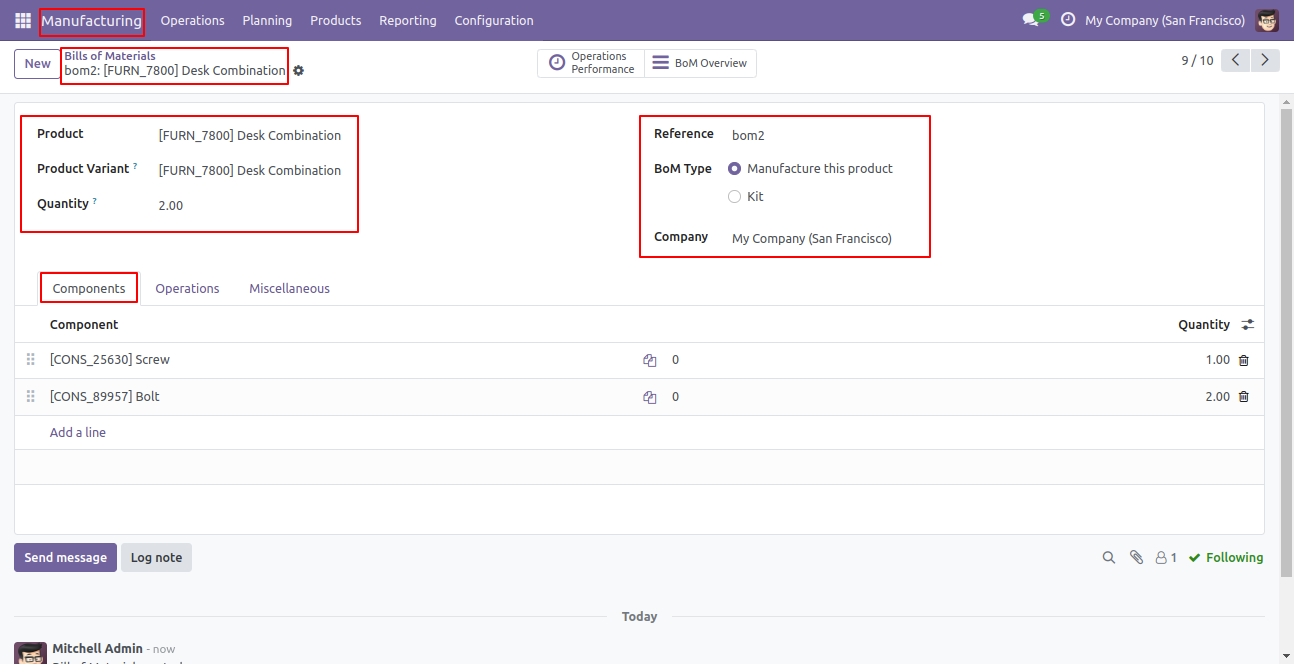 Manufacturing Operations Planning Products Reporting Configuration 5 My Company (San Francisco)
New Bills of Materials
bom2: [FURN_7800] Desk Combination
Operations Performance BoM Overview 9 / 10
Product [FURN_7800] Desk Combination
Product Variant ? [FURN_7800] Desk Combination
Quantity ? 2.00
Reference bom2
BoM Type Manufacture this product
Kit
Company My Company (San Francisco)
Components Operations Miscellaneous
Component Quantity
[CONS_25630] Screw 0 1.00
[CONS_89957] Bolt 0 2.00
Add a line
Send message Log note 1 Following
Today
Mitchell Admin - now